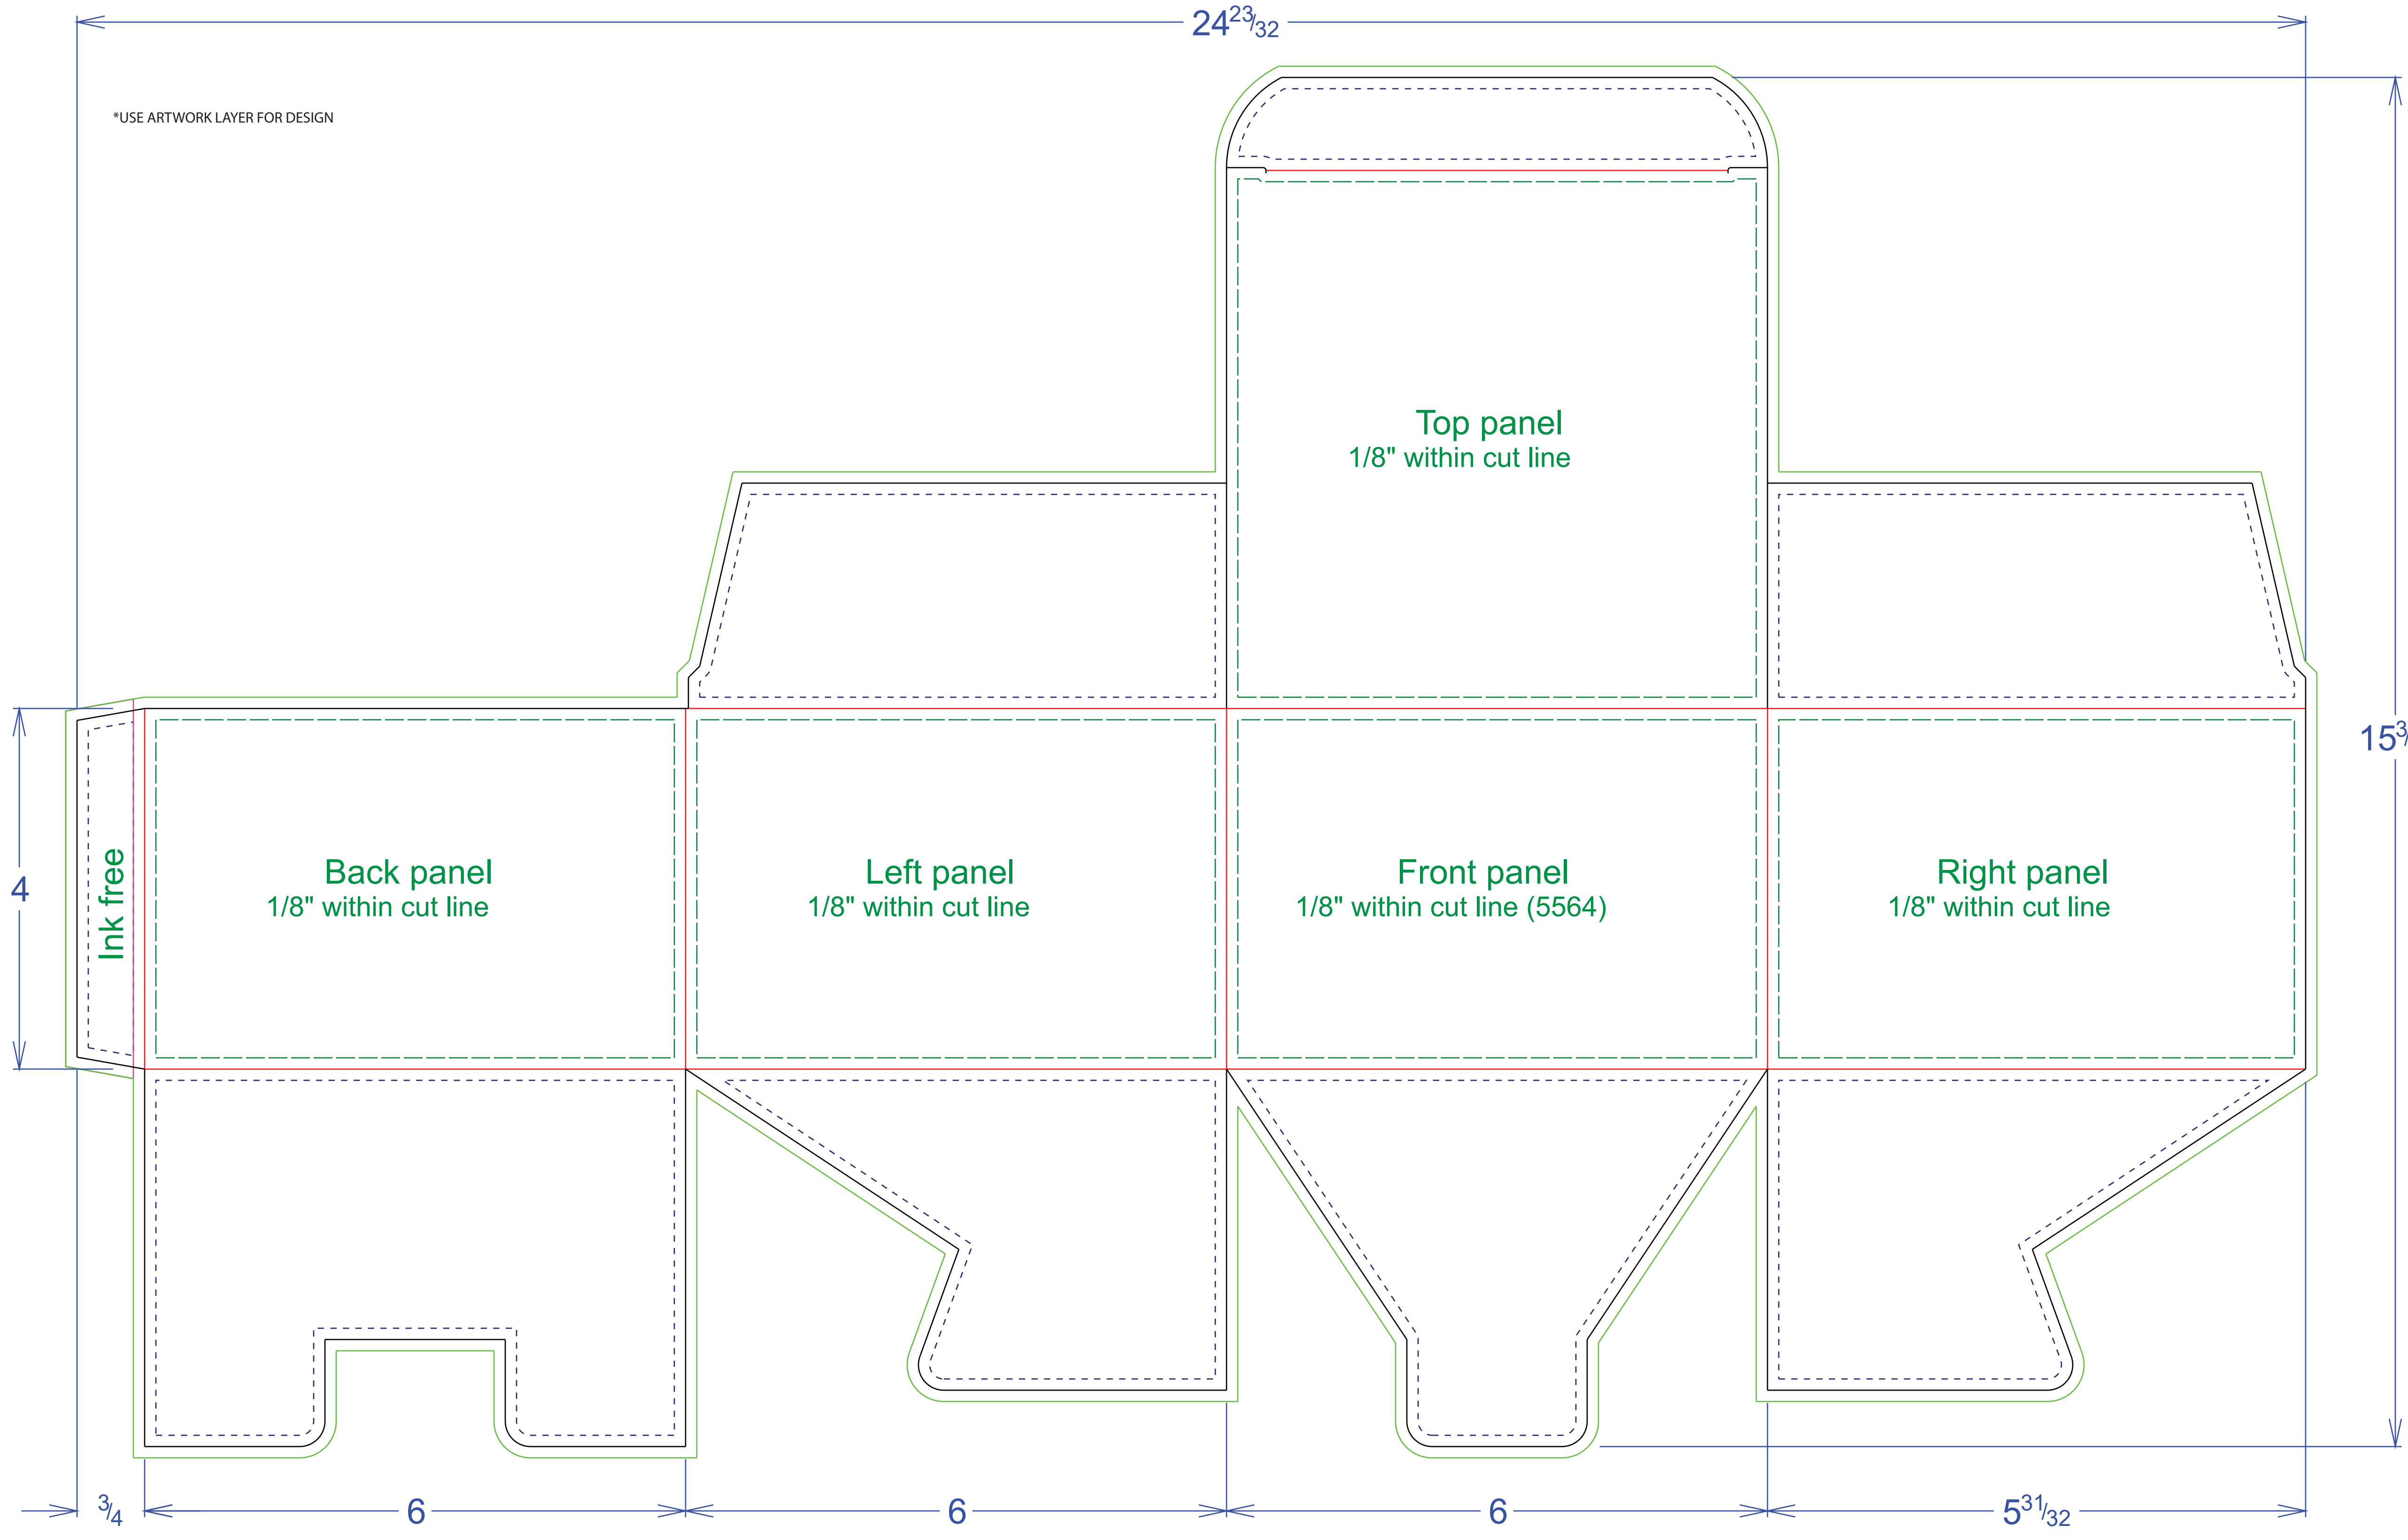 24 23/32
*USE ARTWORK LAYER FOR DESIGN
Top panel
1/8" within cut line
15 3/
4
Ink free
Back panel
1/8" within cut line
Left panel
1/8" within cut line
Front panel
1/8" within cut line (5564)
Right panel
1/8" within cut line
3/4
6
6
6
5 31/32